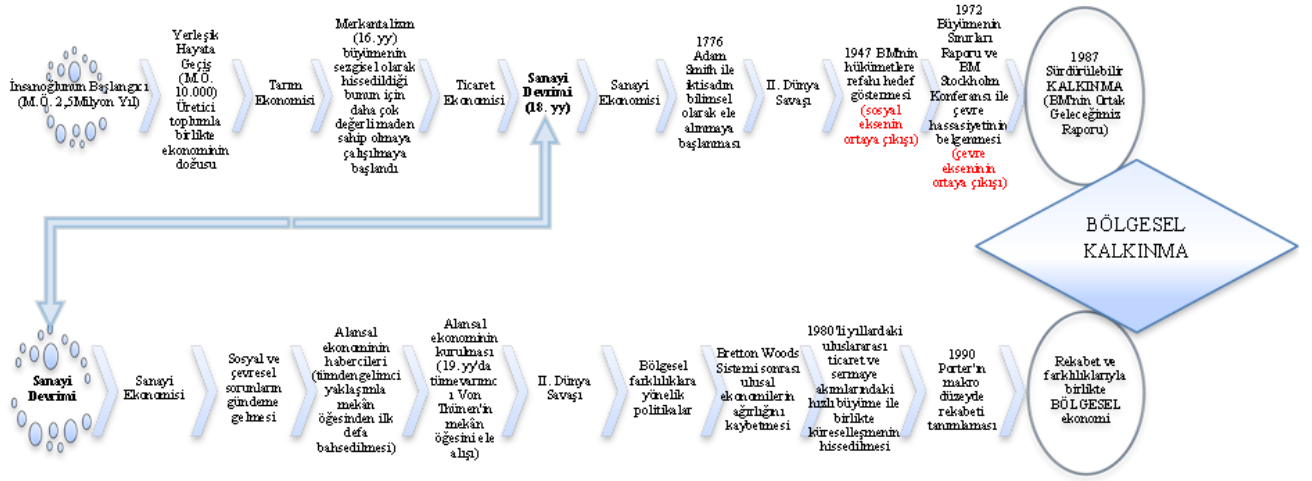 İnsanoğlunun Başlangıcı
(M.Ö. 2,5Milyon Yıl)
Yerleşik
Hayata
Geçiş
(M.Ö.
10.000)
Üretici
toplumla
birlikte
ekonominin
doğusu
Tarım
Ekonomisi
Merkantalizm
(16. yy)
büyümenin
sezgisel olarak
hissedildiği
bunun için
daha çok
değerli maden
sahip olmaya
çalışılmaya
başlandı
Ticaret
Ekonomisi
Sanayi
Devrimi
(18. yy)
Sanayi
Ekonomisi
1776
Adam
Smith ile
iktisadın
bilimsel
olarak ele
alınmaya
başlanması
II. Dünya
Savaşı
1947 BM'nin
hükümetlere
refahı hedef
göstermesi
(sosyal
eksenin
ortaya çıkışı)
1972
Büyümenin
Sınırları
Raporu ve
BM
Stockholm
Konferansı ile
çevre
hassasiyetinin
belgenmesi
(çevre
ekseninin
ortaya çıkışı)
1987
Sürdürülebilir
KALKINMA
(BM'nin Ortak
Geleceğimiz
Raporu)
BÖLGESEL
KALKINMA
Sanayi
Devrimi
Sanayi
Ekonomisi
Sosyal ve
çevresel
sorunların
gündeme
gelmesi
Alansal
ekonominin
habercileri
(tümdengelimci
yaklaşımla
mekân
öğesinden ilk
defa
bahsedilmesi)
Alansal
ekonominin
kurulması
(19. yy'da
tümevarımc
ı Von
Thünen'in
mekân
öğesini ele
alışı)
II. Dünya
Savaşı
Bölgesel
farklılıklara
yönelik
politikalar
Bretton Woods
Sistemi sonrası
ulusal
ekonomilerin
ağırlığını
kaybetmesi
1980'li yıllardaki
uluslararası
ticaret ve
sermaye
akımlarındaki
hızlı büyüme ile
birlikte
küreselleşmenin
hissedilmesi
1990
Porter'ın
makro
düzeyde
rekabeti
tanımlaması
Rekabet ve
farklılıklarıyla
birlikte
BÖLGESEL
ekonomi